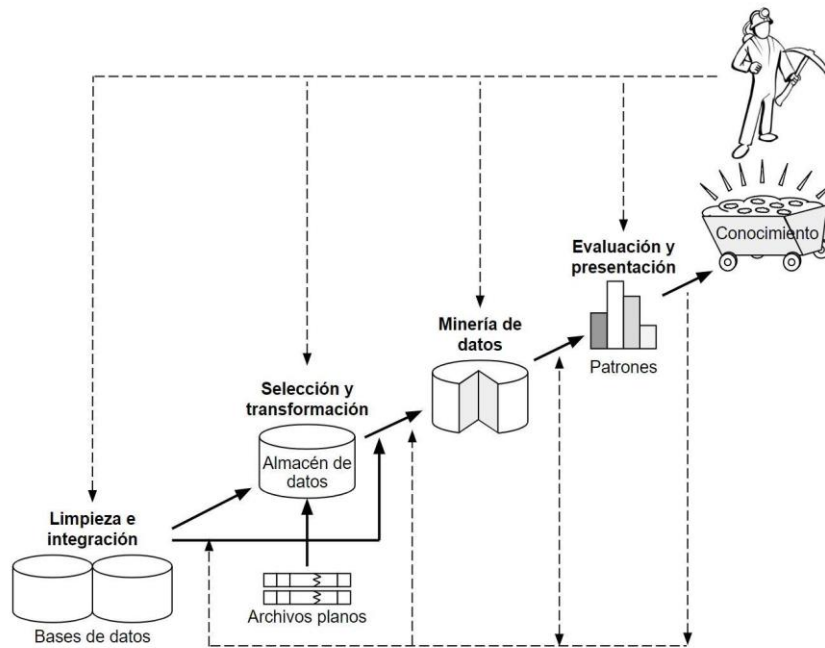 Conocimiento
Evaluación y
presentación
Patrones
Minería de
datos
Selección y
transformación
Almacén de
datos
Limpieza e
integración
Bases de datos
Archivos planos